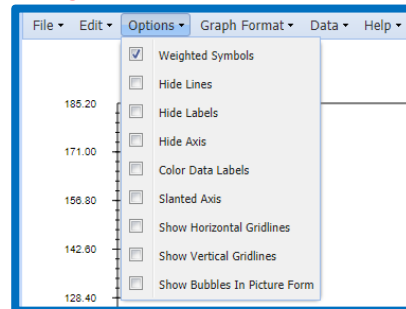 File Edit Options Graph Format Data Help
Weighted Symbols
Hide Lines
185.20
Hide Labels
171.00
Hide Axis
Color Data Labels
156.80
Slanted Axis
Show Horizontal Gridlines
142.60
Show Vertical Gridlines
Show Bubbles In Picture Form
128.40